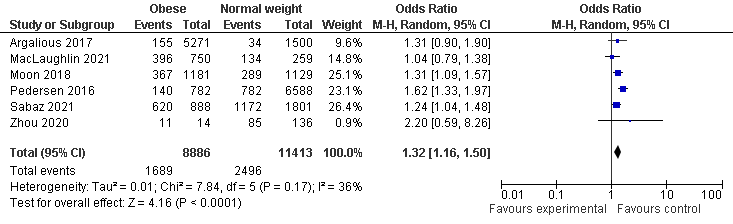 Obese Normal weight Odds Ratio Odds Ratio
Study or Subgroup Events Total Events Total Weight M-H, Random, 95% CI M-H, Random, 95% CI
Argalious 2017 155 5271 34 1500 9.6% 1.31 [0.90, 1.90]
MacLaughlin 2021 396 750 134 259 14.8% 1.04 [0.79, 1.38]
Moon 2018 367 1181 289 1129 25.1% 1.31 [1.09, 1.57]
Pedersen 2016 140 782 782 6588 23.1% 1.62 [1.33, 1.97]
Sabaz 2021 620 888 1172 1801 26.4% 1.24 [1.04, 1.48]
Zhou 2020 11 14 85 136 0.9% 2.20 [0.59, 8.26]
Total (95% CI) 8886 11413 100.0% 1.32 [1.16, 1.50]
Total events 1689 2496
Heterogeneity: Tau² = 0.01; Chi² = 7.84, df = 5 (P = 0.17); I² = 36%
Test for overall effect: Z = 4.16 (P < 0.0001)
0.01 0.1 1 10 100
Favours experimental Favours control